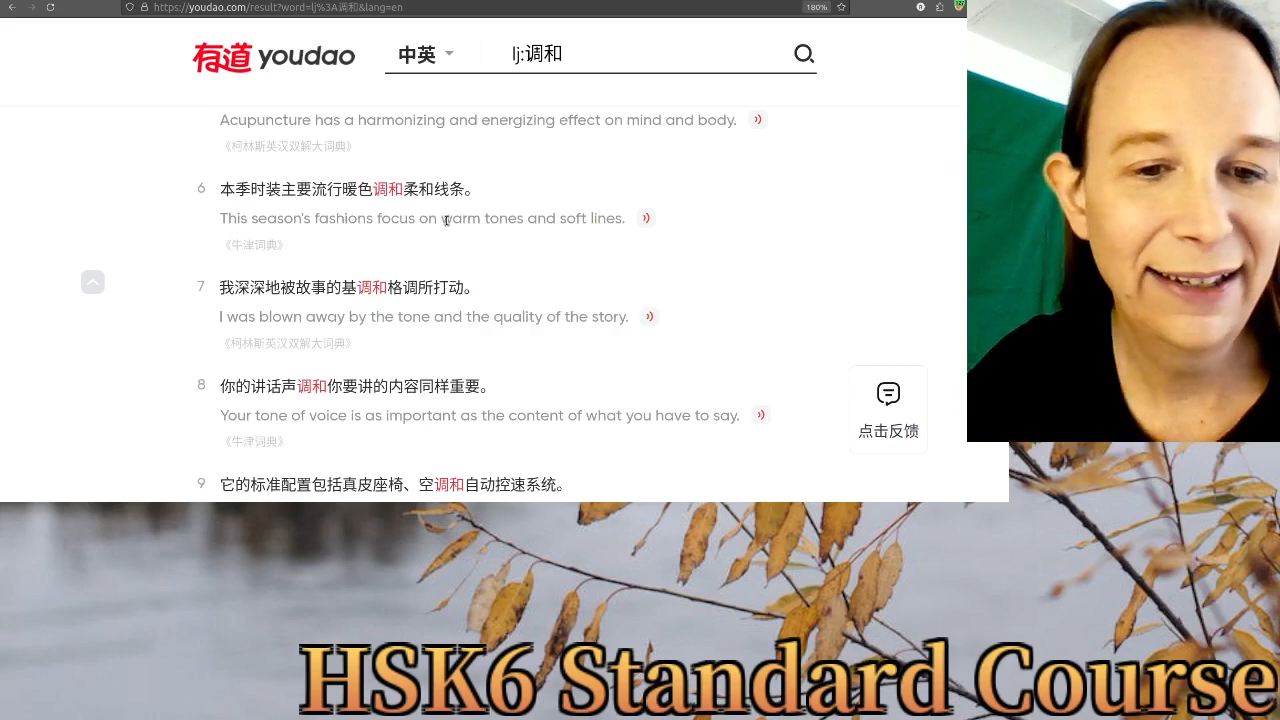 https://youdao.com/result?word=lj%3A调和&lang=en
180%
有道 youdao
中英
lj:调和
Acupuncture has a harmonizing and energizing effect on mind and body.
《柯林斯英汉双解大词典》
6 本季时装主要流行暖色调和柔和线条。
This season's fashions focus on warm tones and soft lines.
《牛津词典》
7 我深深地被故事的基调和格调所打动。
I was blown away by the tone and the quality of the story.
《柯林斯英汉双解大词典》
8 你的讲话声调和你要讲的内容同样重要。
Your tone of voice is as important as the content of what you have to say.
《牛津词典》
点击反馈
9 它的标准配置包括真皮座椅、空调和自动控速系统。
HSK6 Standard Course